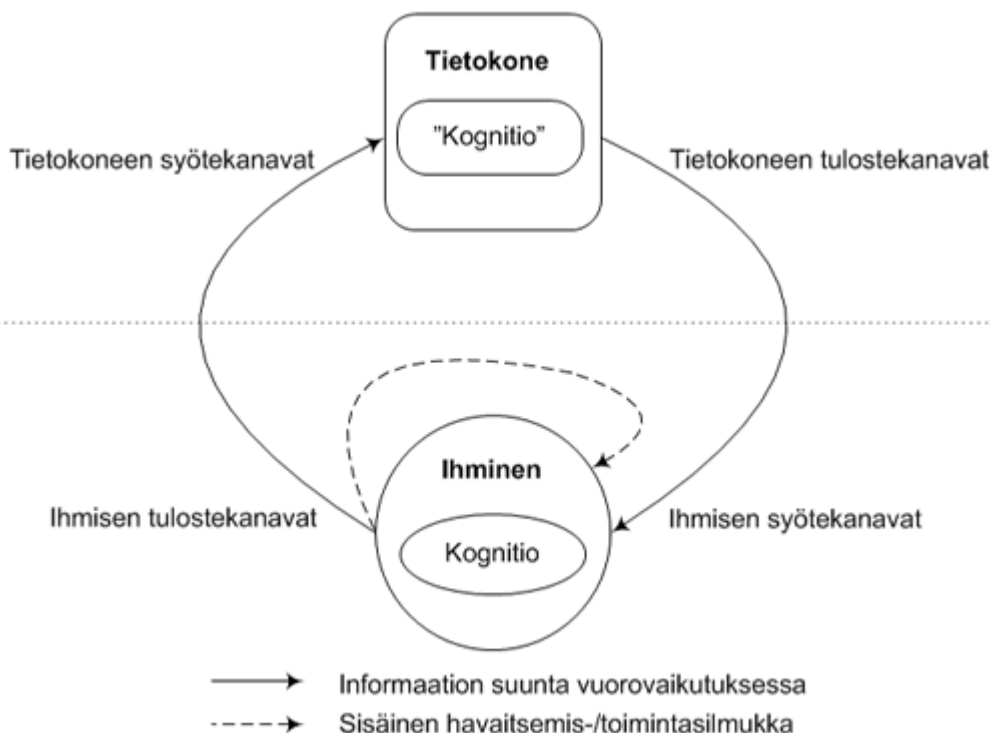 Tietokone
"Kognitio"
Tietokoneen syötekanavat
Tietokoneen tulostekanavat
Ihminen
Ihmisen tulostekanavat
Ihmisen syötekanavat
Kognitio
Informaation suunta vuorovaikutuksessa
Sisäinen havaitsemis-/toimintasilmukka